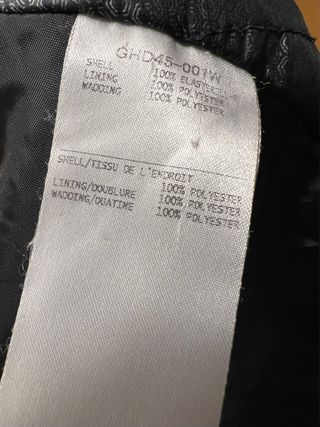 GHD45-001W
SHELL 100%
LINING 100% POLYESTER
WADDING 100% POLYESTER
SHELL/TISSU DE L'ENDROIT
100% POLYESTER
LINING/DOUBLURE 100% POLYESTER
WADDING/OUATINE 100% POLYESTER